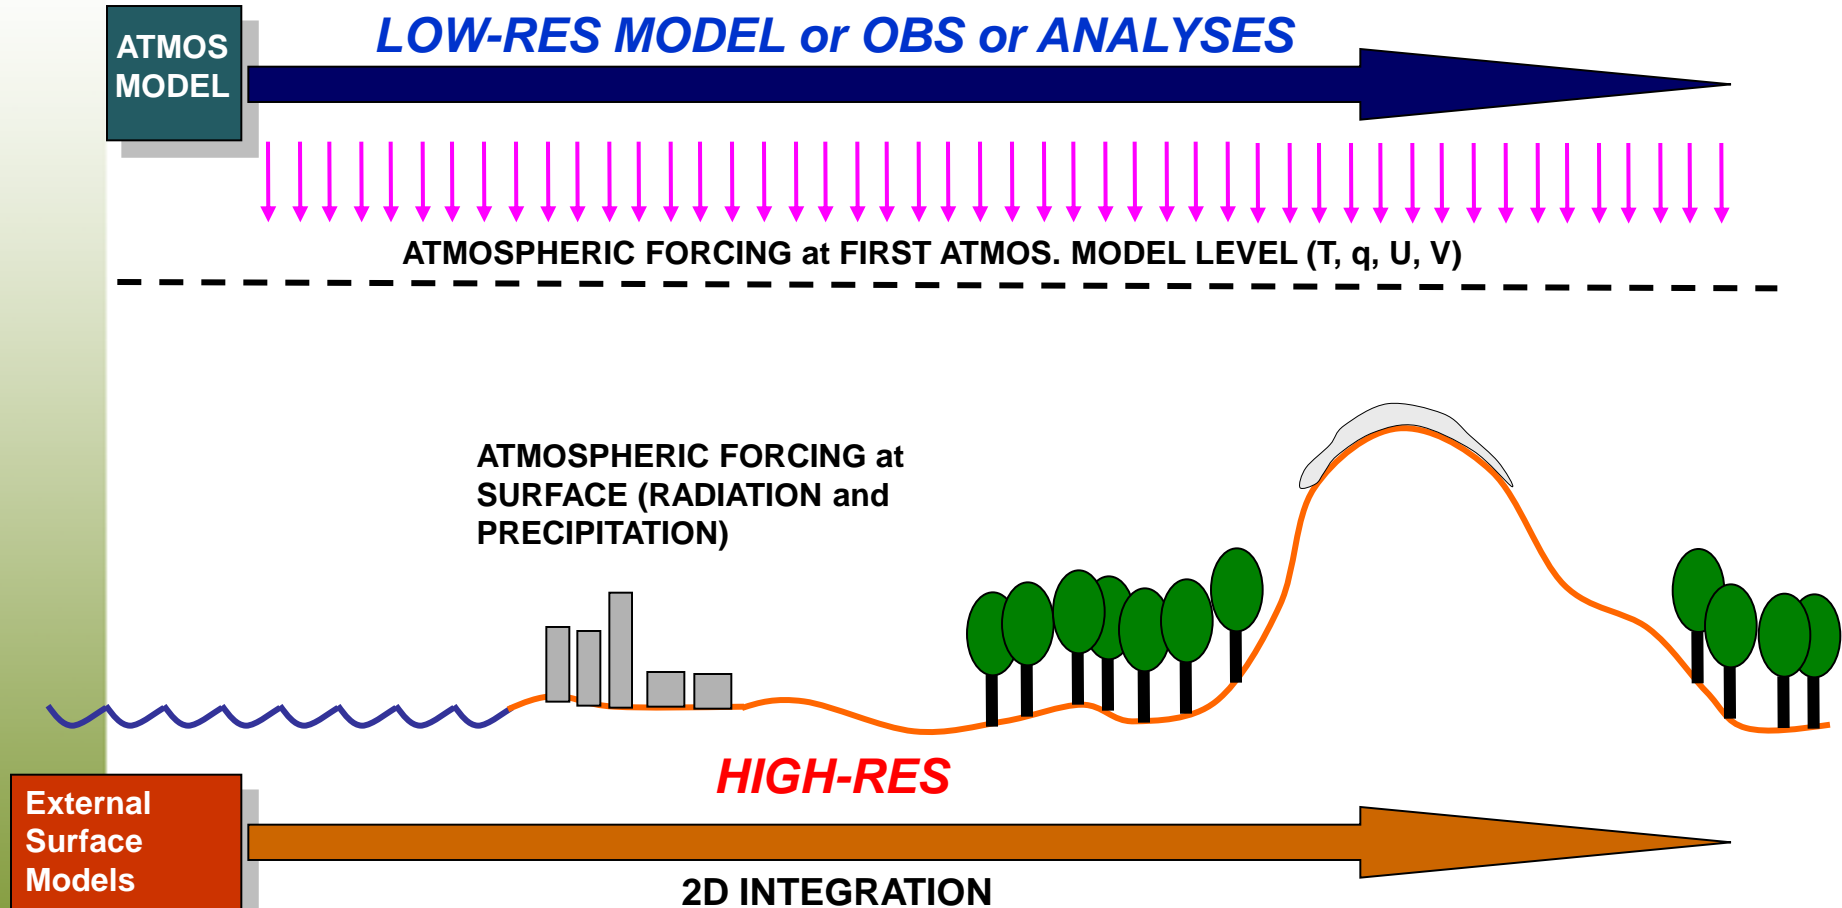 ATMOS
MODEL
LOW-RES MODEL or OBS or ANALYSES
ATMOSPHERIC FORCING at FIRST ATMOS. MODEL LEVEL (T, q, U, V)
ATMOSPHERIC FORCING at
SURFACE (RADIATION and
PRECIPITATION)
HIGH-RES
External
Surface
Models
2D INTEGRATION